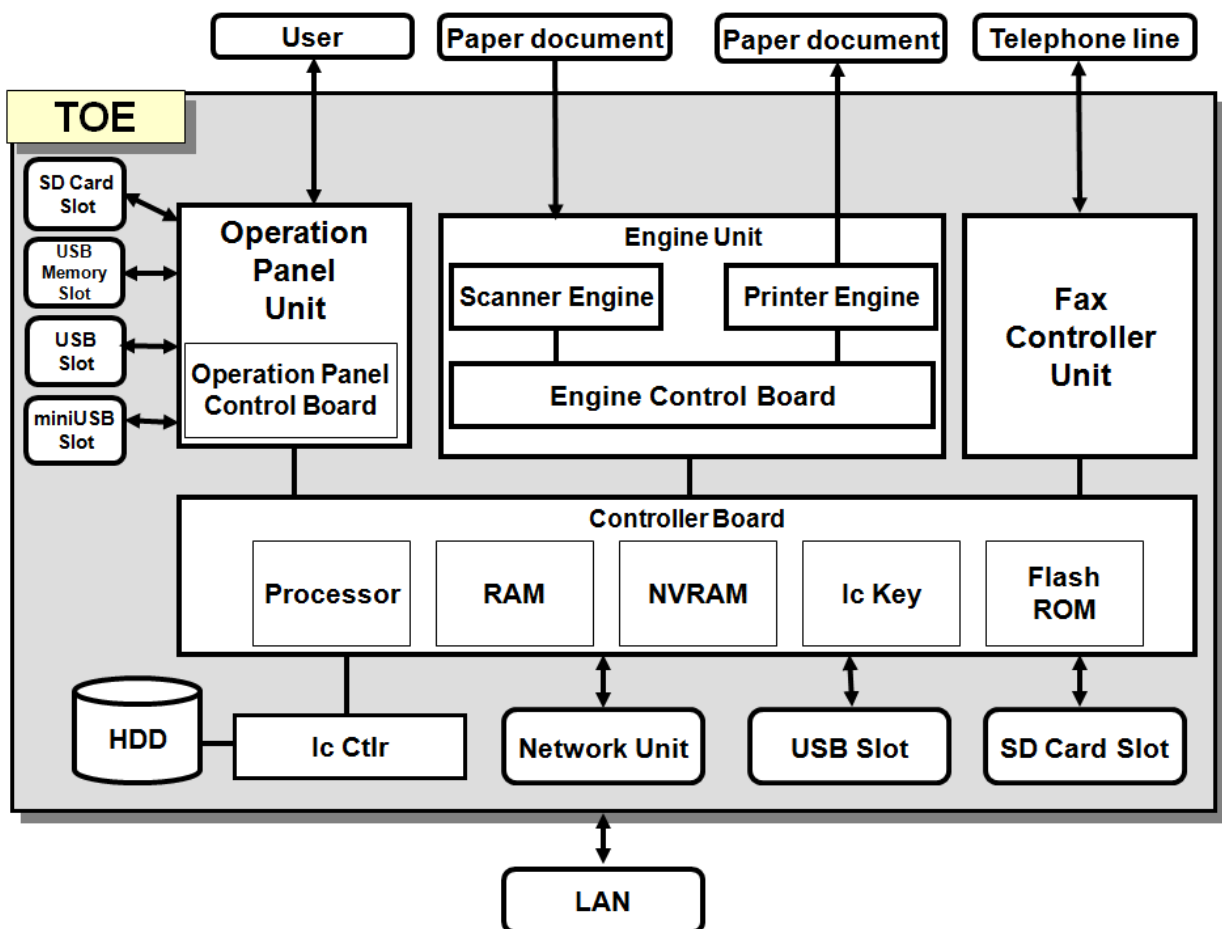 User
Paper document
Paper document
Telephone line
TOE
SD Card
Slot
USB
Memory
Slot
USB
Slot
miniUSB
Slot
Operation
Panel
Unit
Operation Panel
Control Board
Engine Unit
Scanner Engine
Printer Engine
Engine Control Board
Fax
Controller
Unit
Controller Board
Processor
RAM
NVRAM
Ic Key
Flash
ROM
HDD
Ic Ctlr
Network Unit
USB Slot
SD Card Slot
LAN